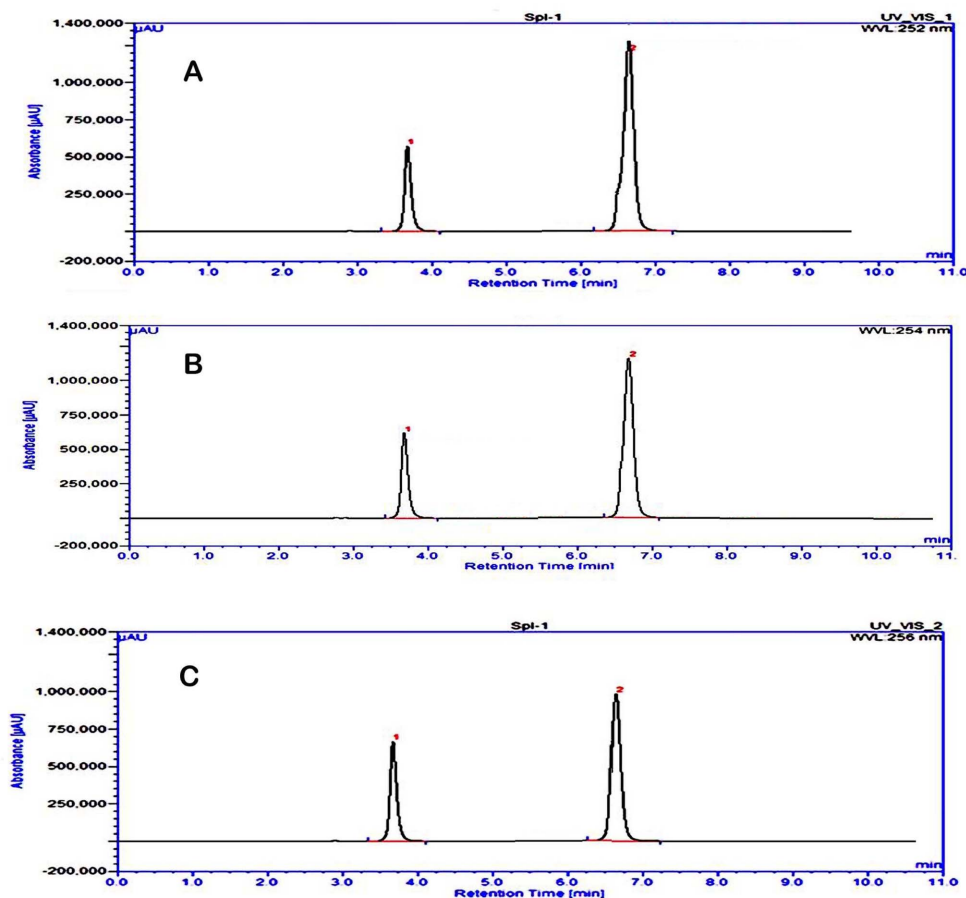 Spl-1 UV_VIS_1
1,400,000 µAU WVL:252 nm
A
2
1,000,000
750,000
1
500,000
250,000
-200,000 min
0.0 1.0 2.0 3.0 4.0 5.0 6.0 7.0 8.0 9.0 10.0 11.0
Retention Time [min]
Absorbance [µAU]
1,400,000 µAU WVL:254 nm
B
2
1,000,000
750,000
1
500,000
250,000
-200,000 min
0.0 1.0 2.0 3.0 4.0 5.0 6.0 7.0 8.0 9.0 10.0 11.
Retention Time [min]
Absorbance [µAU]
Spl-1 UV_VIS_2
1,400,000 µAU WVL:256 nm
C
2
1,000,000
750,000
1
500,000
250,000
-200,000 min
0.0 1.0 2.0 3.0 4.0 5.0 6.0 7.0 8.0 9.0 10.0 11.0
Retention Time [min]
Absorbance [µAU]